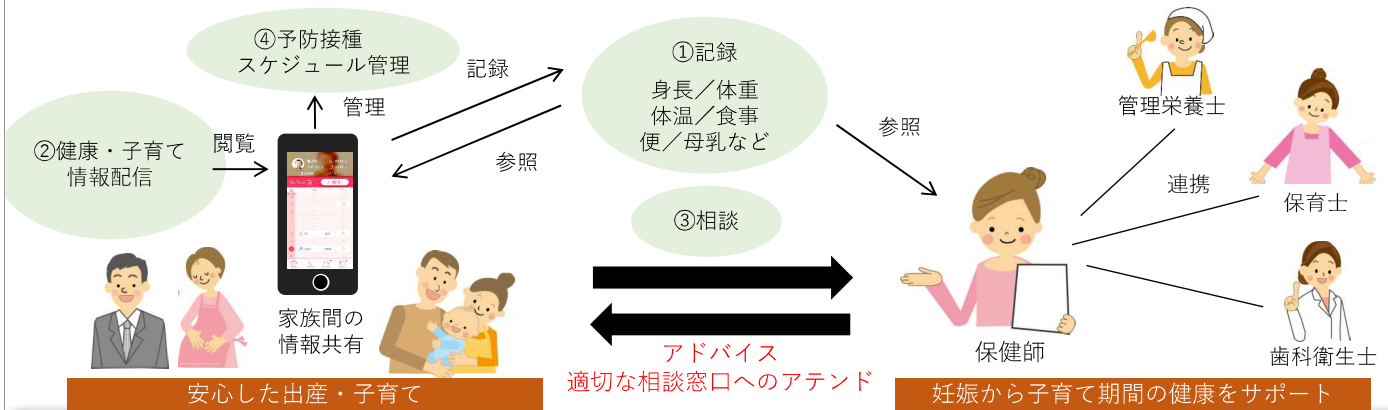 ④予防接種
スケジュール管理
管理
②健康・子育て
情報配信
閲覧
記録
参照
①記録
身長／体重
体温／食事
便／母乳など
参照
③相談
家族間の
情報共有
安心した出産・子育て
アドバイス
適切な相談窓口へのアテンド
保健師
連携
管理栄養士
保育士
歯科衛生士
妊娠から子育て期間の健康をサポート